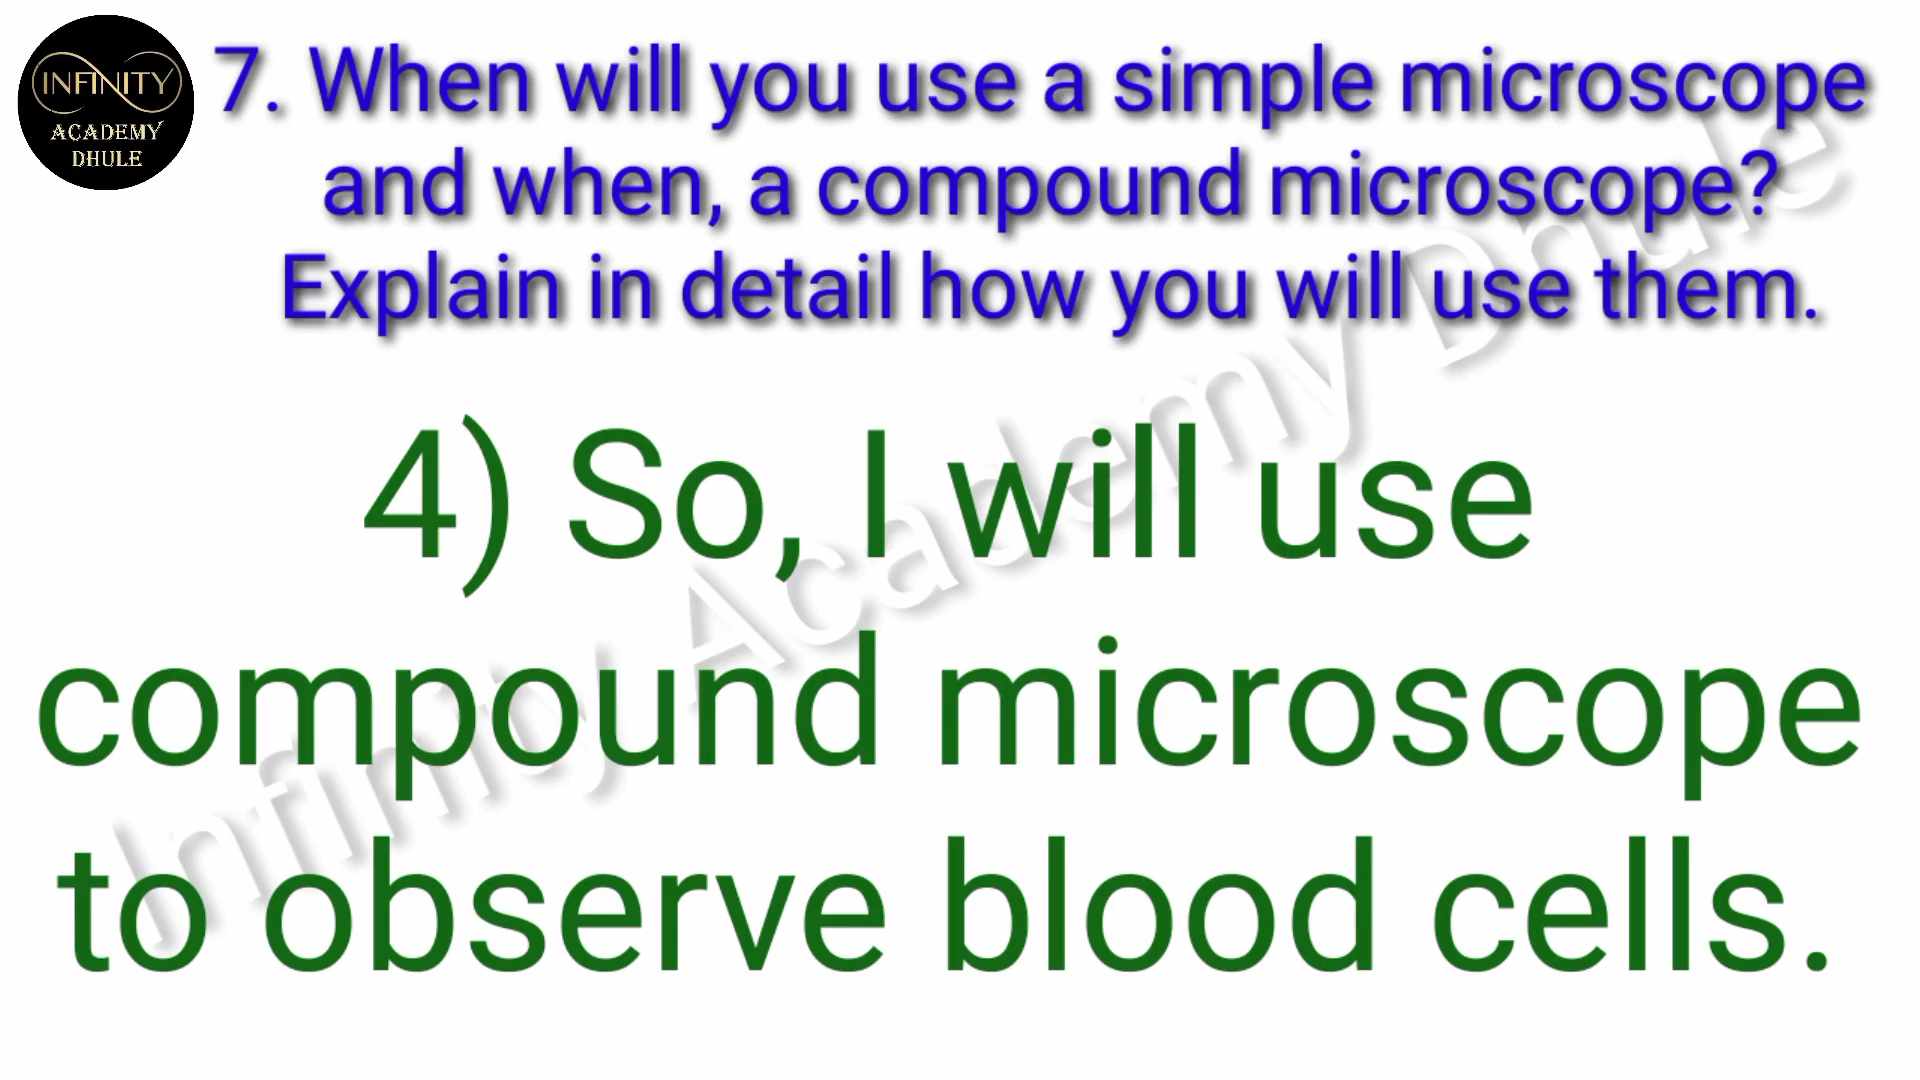 INFINITY
ACADEMY
DHULE
7. When will you use a simple microscope
and when, a compound microscope?
Explain in detail how you will use them.
4) So, I will use
compound microscope
to observe blood cells.
Infinity Academy Dhule